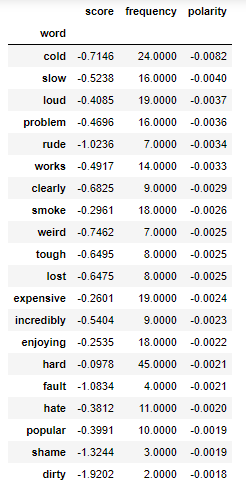 score frequency polarity
word
cold -0.7146 24.0000 -0.0082
slow -0.5238 16.0000 -0.0040
loud -0.4085 19.0000 -0.0037
problem -0.4696 16.0000 -0.0036
rude -1.0236 7.0000 -0.0034
works -0.4917 14.0000 -0.0033
clearly -0.6825 9.0000 -0.0029
smoke -0.2961 18.0000 -0.0026
weird -0.7462 7.0000 -0.0025
tough -0.6495 8.0000 -0.0025
lost -0.6475 8.0000 -0.0025
expensive -0.2601 19.0000 -0.0024
incredibly -0.5404 9.0000 -0.0023
enjoying -0.2535 18.0000 -0.0022
hard -0.0978 45.0000 -0.0021
fault -1.0834 4.0000 -0.0021
hate -0.3812 11.0000 -0.0020
popular -0.3991 10.0000 -0.0019
shame -1.3244 3.0000 -0.0019
dirty -1.9202 2.0000 -0.0018